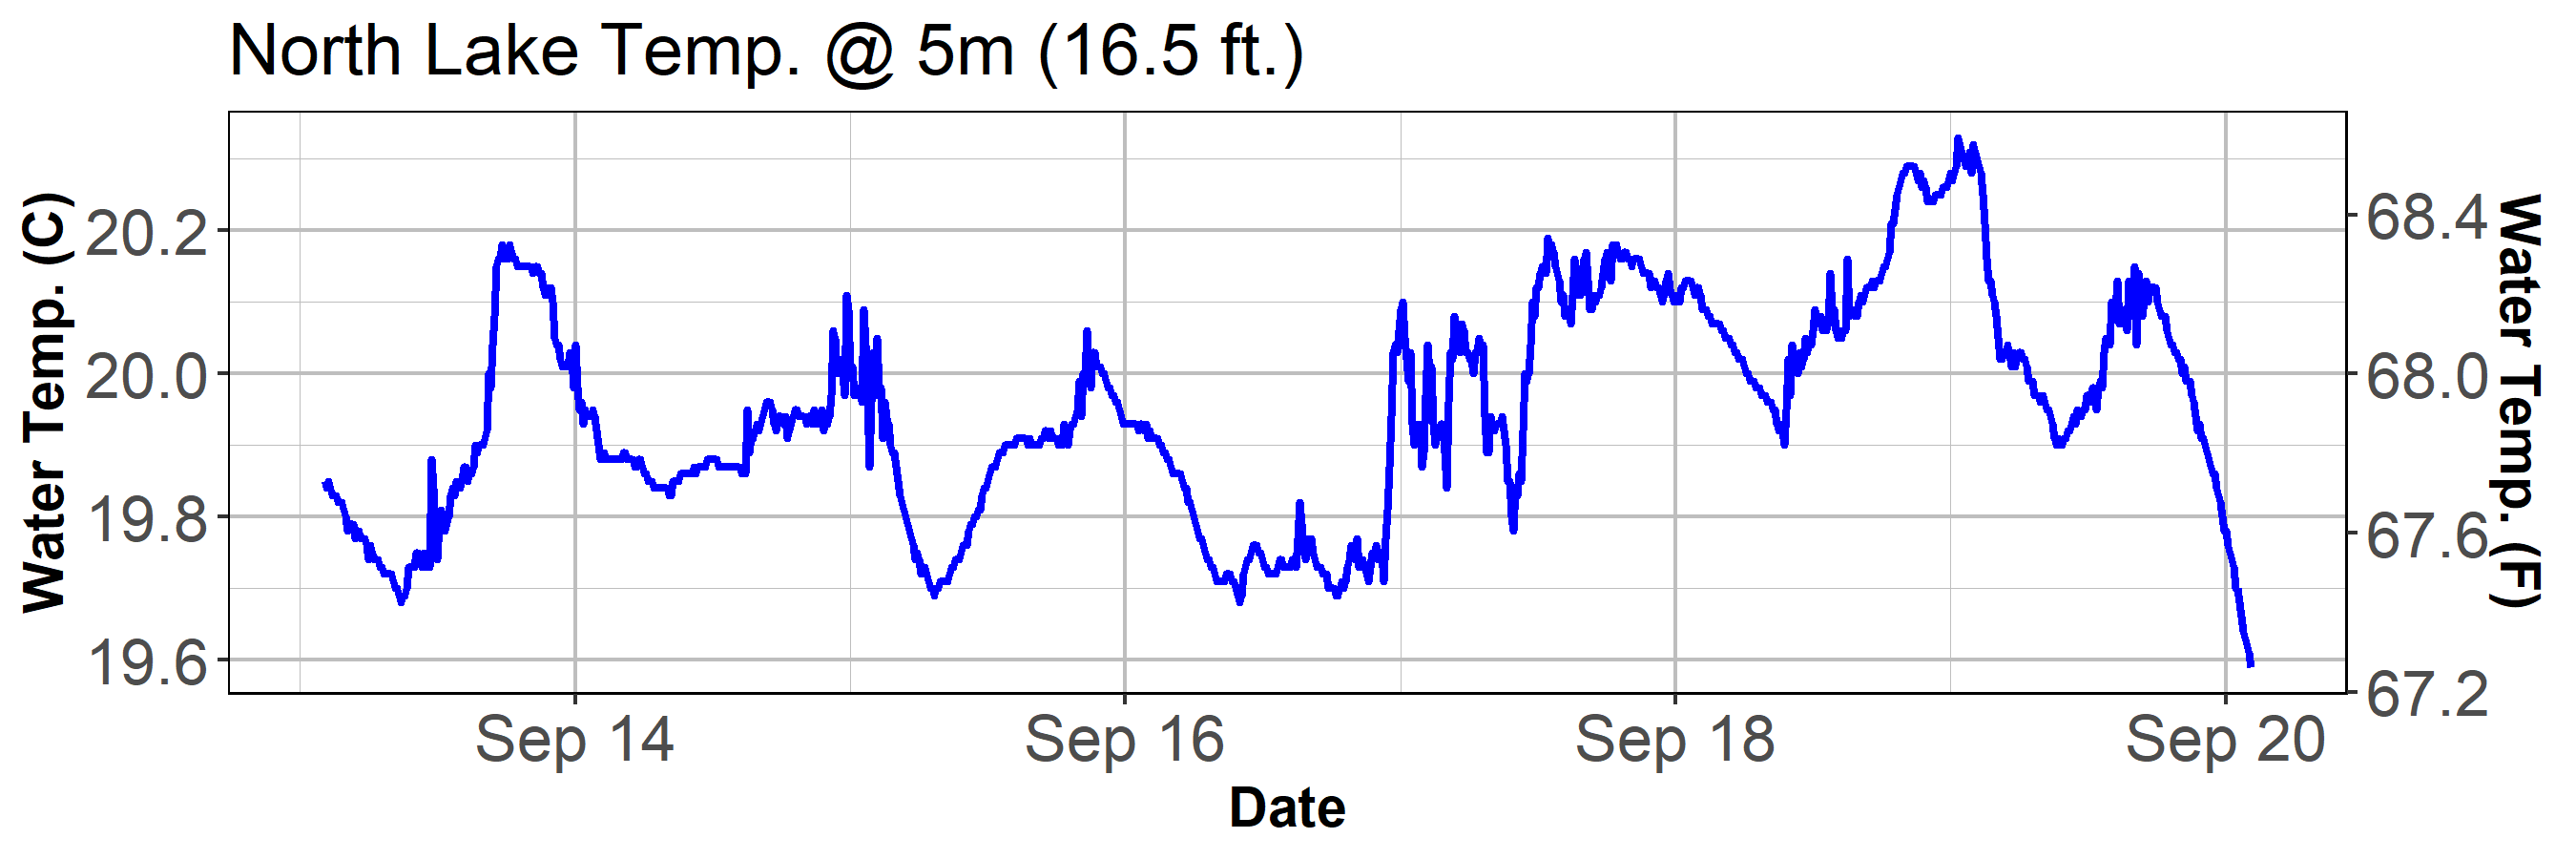 North Lake Temp. @ 5m (16.5 ft.)
Water Temp. (C)
20.2
20.0
19.8
19.6
68.4
68.0
67.6
67.2
Water Temp. (F)
Sep 14
Sep 16
Sep 18
Sep 20
Date